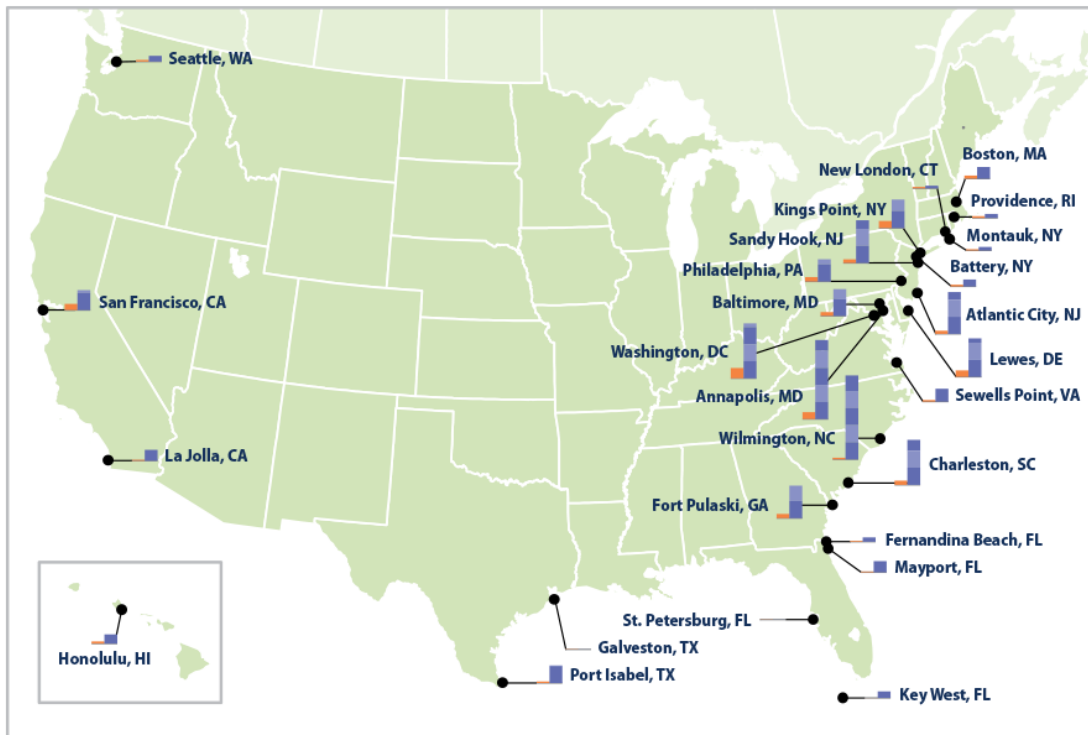 Seattle, WA
Boston, MA
New London, CT
Providence, RI
Kings Point, NY
Montauk, NY
Sandy Hook, NJ
Battery, NY
Philadelphia, PA
San Francisco, CA
Baltimore, MD
Atlantic City, NJ
Washington, DC
Lewes, DE
Annapolis, MD
Sewells Point, VA
Wilmington, NC
La Jolla, CA
Charleston, SC
Fort Pulaski, GA
Fernandina Beach, FL
Mayport, FL
St. Petersburg, FL
Galveston, TX
Honolulu, HI
Port Isabel, TX
Key West, FL